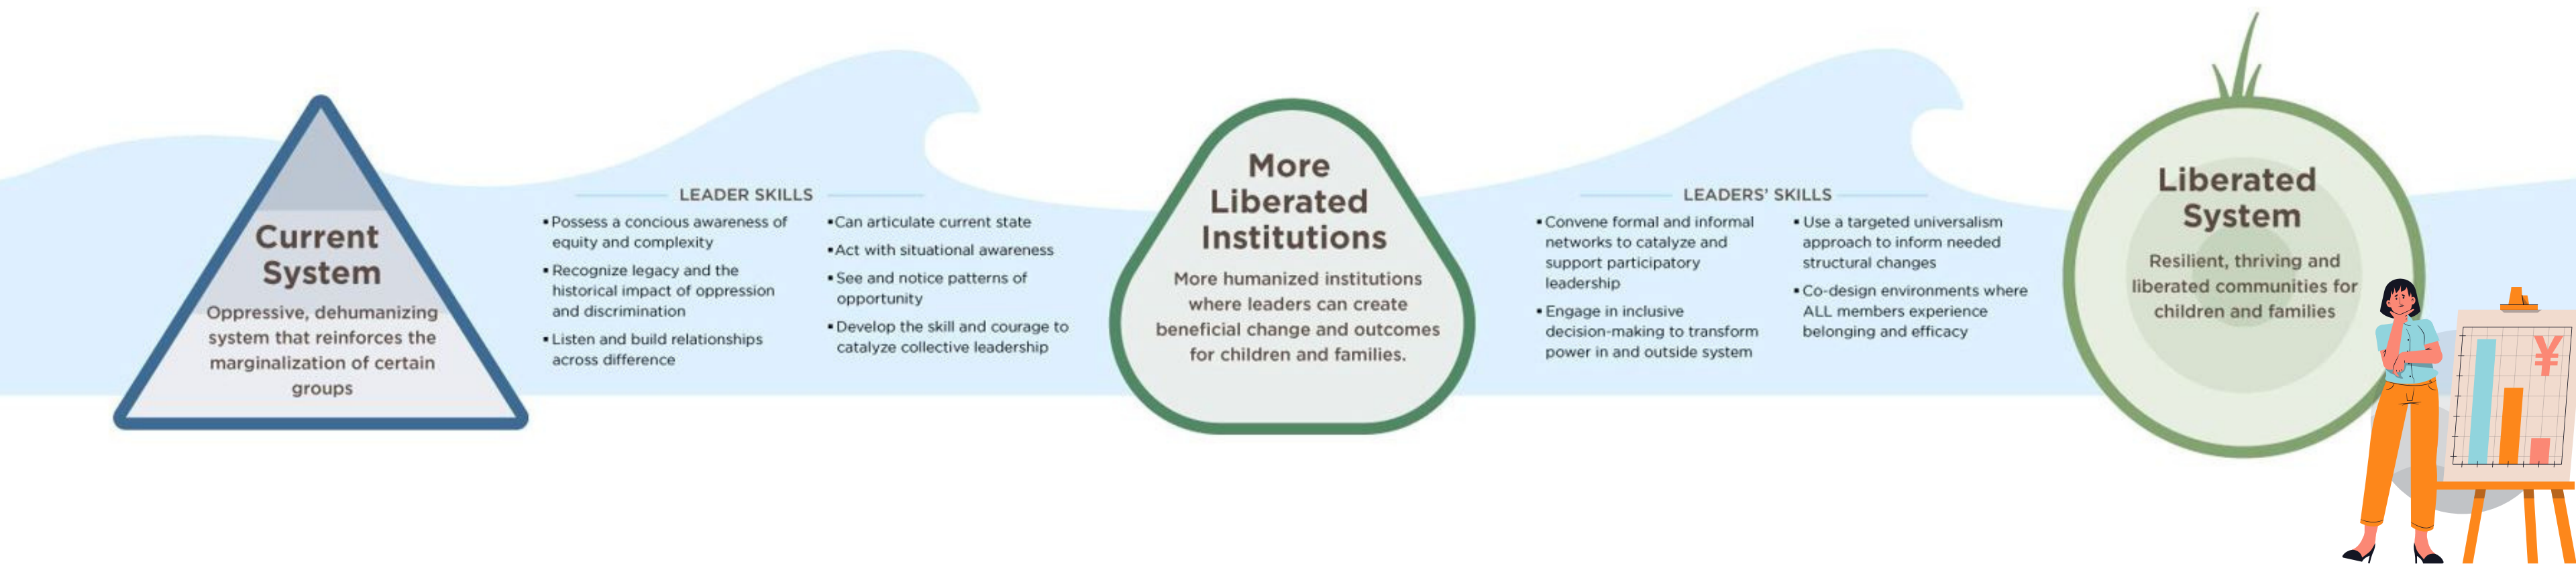 Current
System
Oppressive, dehumanizing
system that reinforces the
marginalization of certain
groups
LEADER SKILLS
▪ Possess a concious awareness of
equity and complexity
▪ Recognize legacy and the
historical impact of oppression
and discrimination
▪ Listen and build relationships
across difference
▪ Can articulate current state
▪ Act with situational awareness
▪ See and notice patterns of
opportunity
▪ Develop the skill and courage to
catalyze collective leadership
More
Liberated
Institutions
More humanized institutions
where leaders can create
beneficial change and outcomes
for children and families.
LEADERS' SKILLS
▪ Convene formal and informal
networks to catalyze and
support participatory
leadership
▪ Engage in inclusive
decision-making to transform
power in and outside system
▪ Use a targeted universalism
approach to inform needed
structural changes
▪ Co-design environments where
ALL members experience
belonging and efficacy
Liberated
System
Resilient, thriving and
liberated communities for
children and families
¥